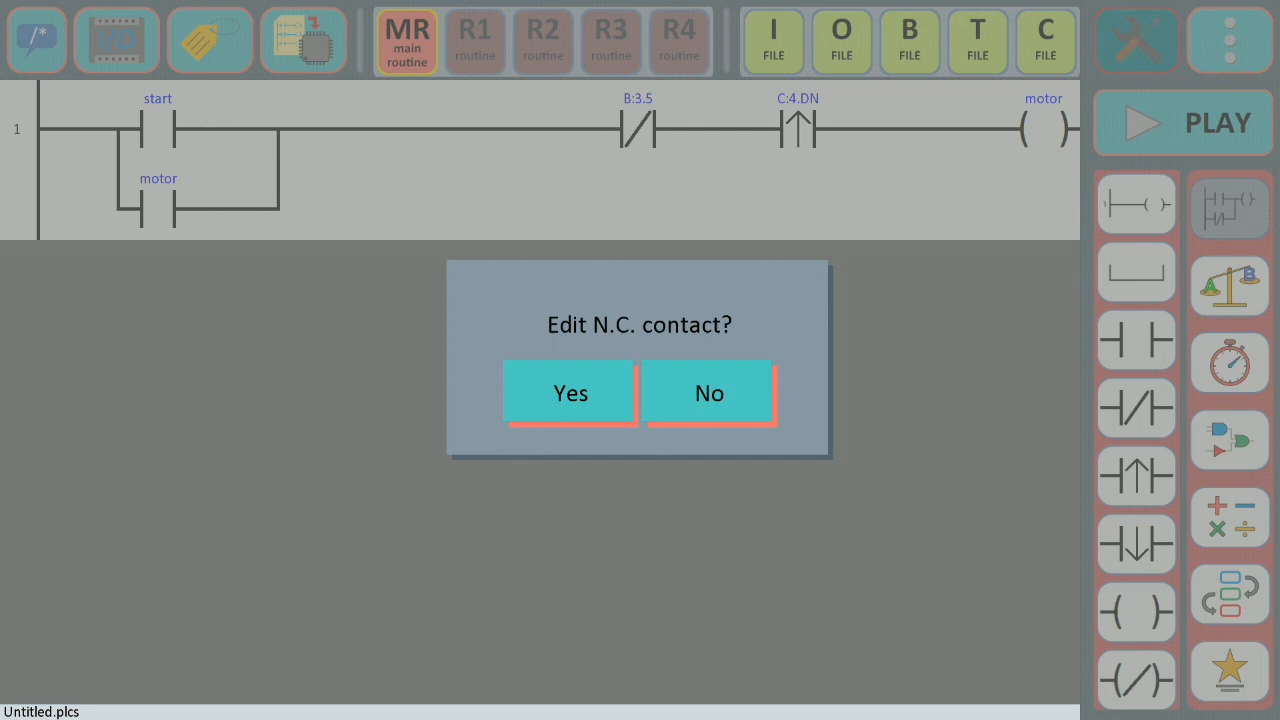 /*
I/O
MR
main
routine
R1
routine
R2
routine
R3
routine
R4
routine
I
FILE
O
FILE
B
FILE
T
FILE
C
FILE
PLAY
start
B:3.5
C:4.DN
motor
1
motor
Edit N.C. contact?
Yes
No
1
A
B
Untitled.plcs